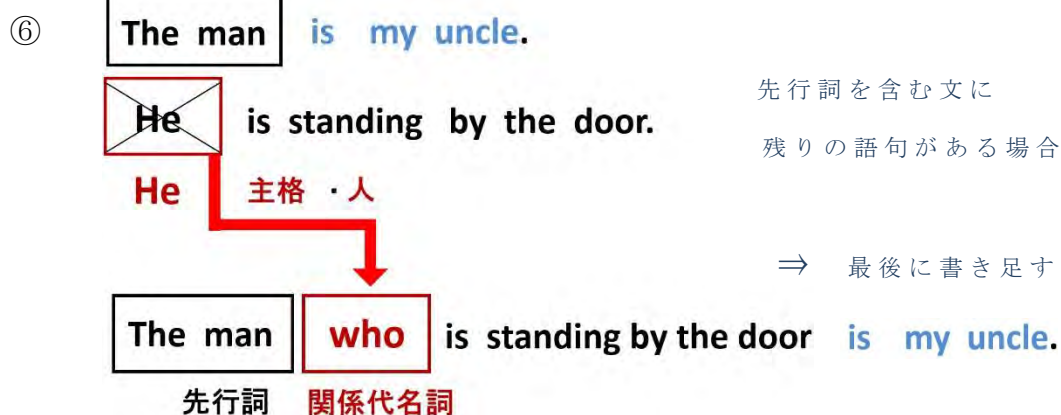 ⑥ The man is my uncle.
He is standing by the door.
先行詞を含む文に
残りの語句がある場合
He 主格・人
⇒ 最後に書き足す
The man who is standing by the door is my uncle.
先行詞 関係代名詞